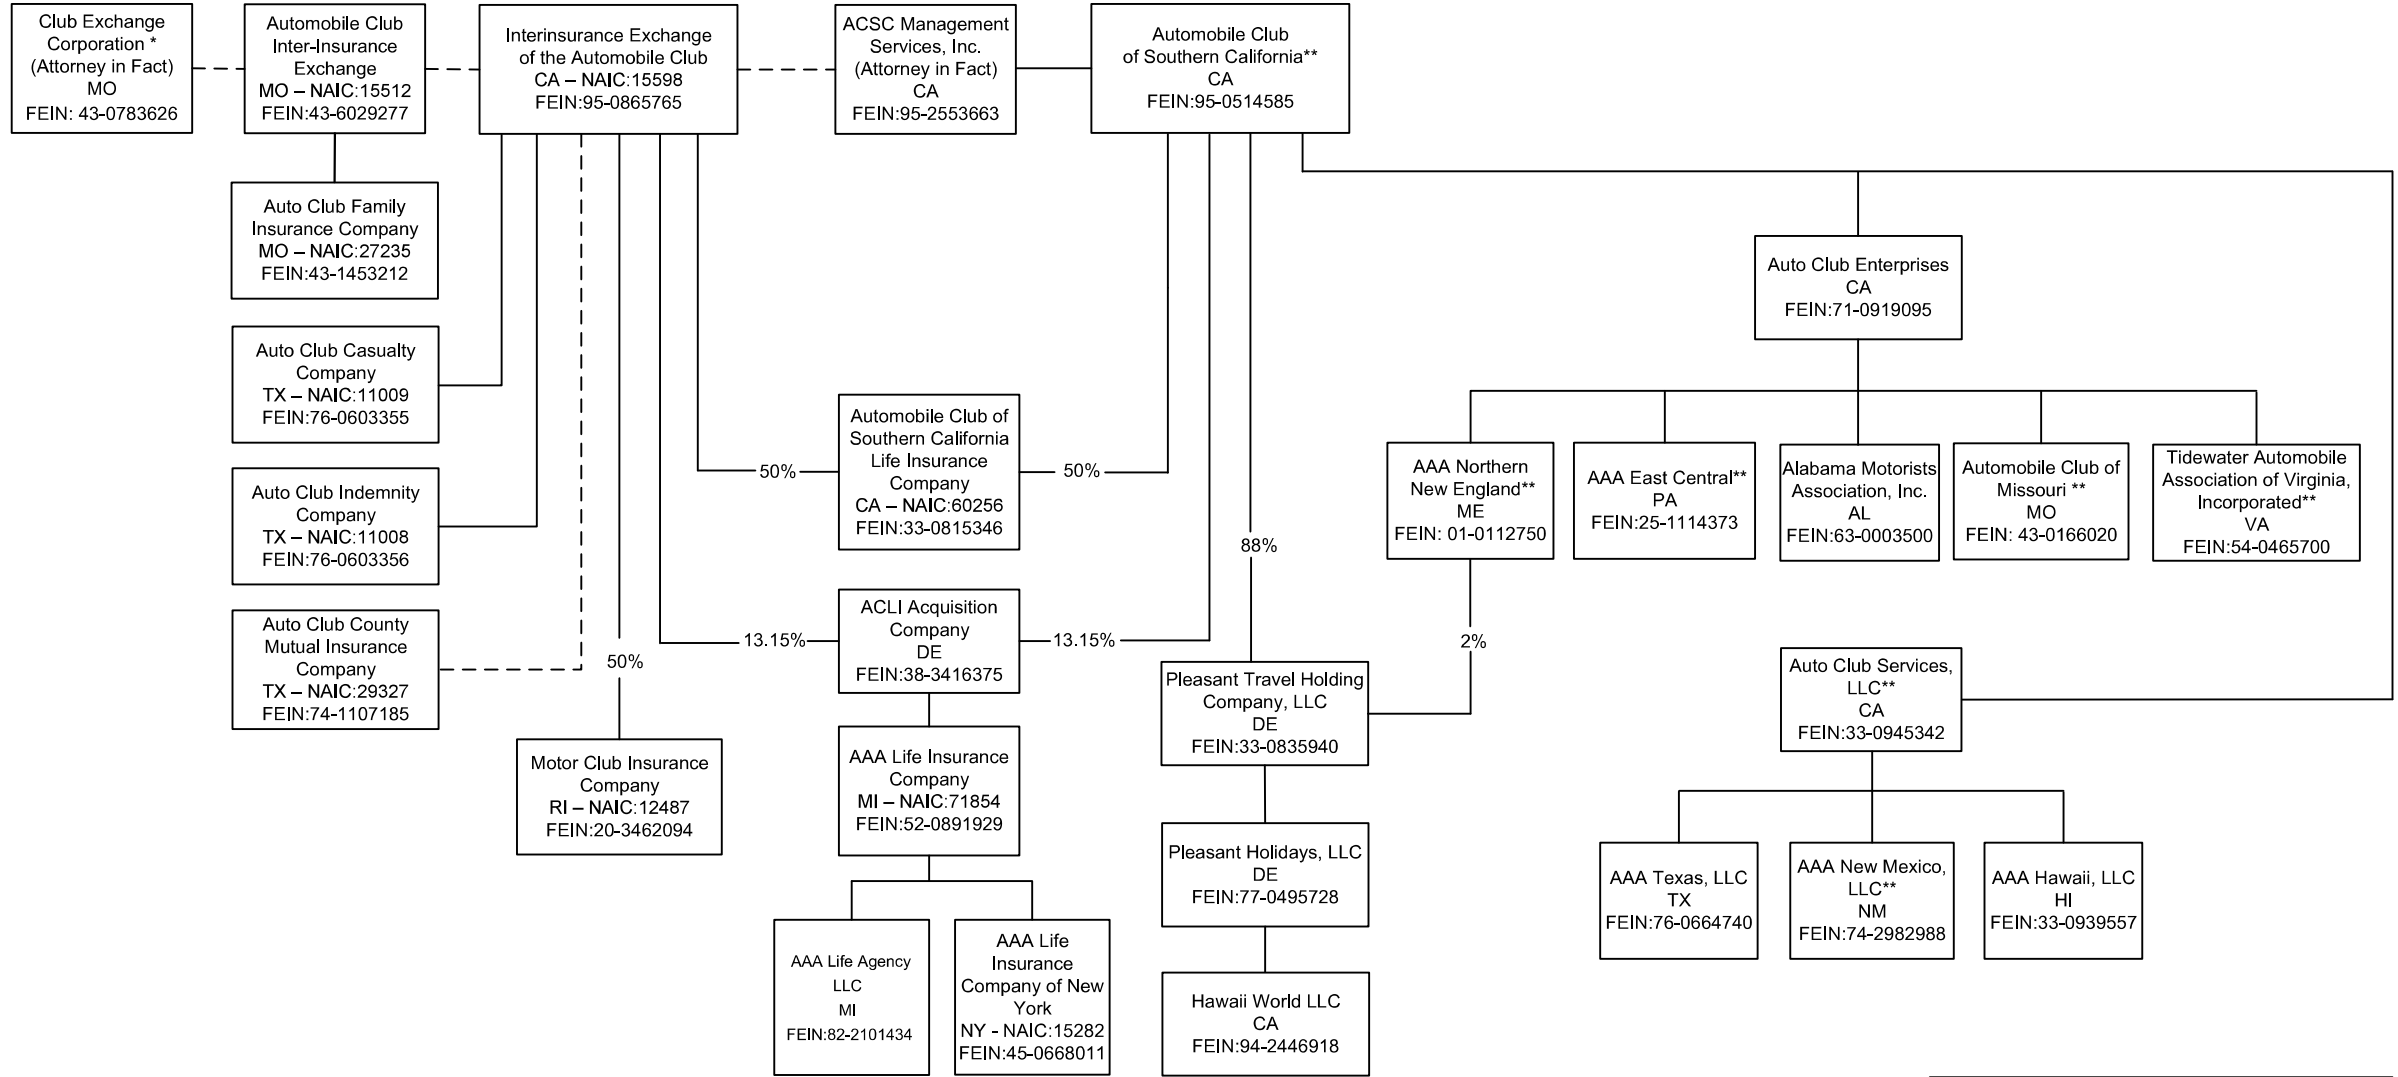 Club Exchange
Corporation *
(Attorney in Fact)
MO
FEIN: 43-0783626
Automobile Club
Inter-Insurance
Exchange
MO – NAIC:15512
FEIN:43-6029277
Interinsurance Exchange
of the Automobile Club
CA – NAIC:15598
FEIN:95-0865765
ACSC Management
Services, Inc.
(Attorney in Fact)
CA
FEIN:95-2553663
Automobile Club
of Southern California**
CA
FEIN:95-0514585
Auto Club Family
Insurance Company
MO – NAIC:27235
FEIN:43-1453212
Auto Club Casualty
Company
TX – NAIC:11009
FEIN:76-0603355
Auto Club Indemnity
Company
TX – NAIC:11008
FEIN:76-0603356
Auto Club County
Mutual Insurance
Company
TX – NAIC:29327
FEIN:74-1107185
50%
Motor Club Insurance
Company
RI – NAIC:12487
FEIN:20-3462094
50%
Automobile Club of
Southern California
Life Insurance
Company
CA – NAIC:60256
FEIN:33-0815346
50%
13.15%
ACLI Acquisition
Company
DE
FEIN:38-3416375
13.15%
AAA Life Insurance
Company
MI – NAIC:71854
FEIN:52-0891929
AAA Life Agency
LLC
MI
FEIN:82-2101434
AAA Life
Insurance
Company of New
York
NY - NAIC:15282
FEIN:45-0668011
88%
Pleasant Travel Holding
Company, LLC
DE
FEIN:33-0835940
Pleasant Holidays, LLC
DE
FEIN:77-0495728
Hawaii World LLC
CA
FEIN:94-2446918
Auto Club Enterprises
CA
FEIN:71-0919095
AAA Northern
New England**
ME
FEIN: 01-0112750
2%
AAA East Central**
PA
FEIN:25-1114373
Alabama Motorists
Association, Inc.
AL
FEIN:63-0003500
Automobile Club of
Missouri **
MO
FEIN: 43-0166020
Tidewater Automobile
Association of Virginia,
Incorporated**
VA
FEIN:54-0465700
Auto Club Services,
LLC**
CA
FEIN:33-0945342
AAA Texas, LLC
TX
FEIN:76-0664740
AAA New Mexico,
LLC**
NM
FEIN:74-2982988
AAA Hawaii, LLC
HI
FEIN:33-0939557